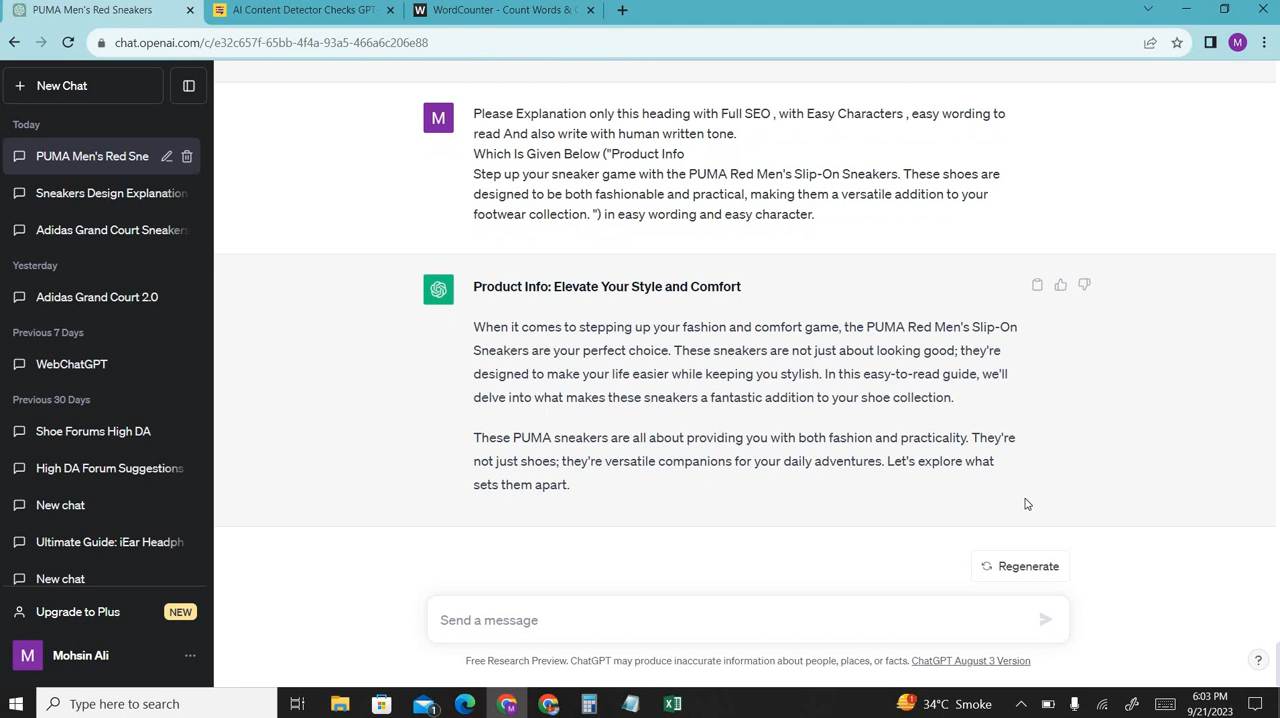 PUMA Men's Red Sneakers
AI Content Detector Checks GPT-
WordCounter - Count Words & C
chat.openai.com/c/e32c657f-65bb-4f4a-93a5-466a6c206e88
M
New Chat
Today
PUMA Men's Red Sne
Sneakers Design Explanation
Adidas Grand Court Sneakers
Yesterday
Adidas Grand Court 2.0
Previous 7 Days
WebChatGPT
Previous 30 Days
Shoe Forums High DA
High DA Forum Suggestions
New chat
Ultimate Guide: iEar Headph
New chat
Upgrade to Plus
NEW
M
Mohsin Ali
M
Please Explanation only this heading with Full SEO , with Easy Characters , easy wording to
read And also write with human written tone.
Which Is Given Below ("Product Info
Step up your sneaker game with the PUMA Red Men's Slip-On Sneakers. These shoes are
designed to be both fashionable and practical, making them a versatile addition to your
footwear collection. ") in easy wording and easy character.
Product Info: Elevate Your Style and Comfort
When it comes to stepping up your fashion and comfort game, the PUMA Red Men's Slip-On
Sneakers are your perfect choice. These sneakers are not just about looking good; they're
designed to make your life easier while keeping you stylish. In this easy-to-read guide, we'll
delve into what makes these sneakers a fantastic addition to your shoe collection.
These PUMA sneakers are all about providing you with both fashion and practicality. They're
not just shoes; they're versatile companions for your daily adventures. Let's explore what
sets them apart.
Regenerate
Send a message
Free Research Preview. ChatGPT may produce inaccurate information about people, places, or facts. ChatGPT August 3 Version
?
Type here to search
1
M
34°C Smoke
6:03 PM
9/21/2023